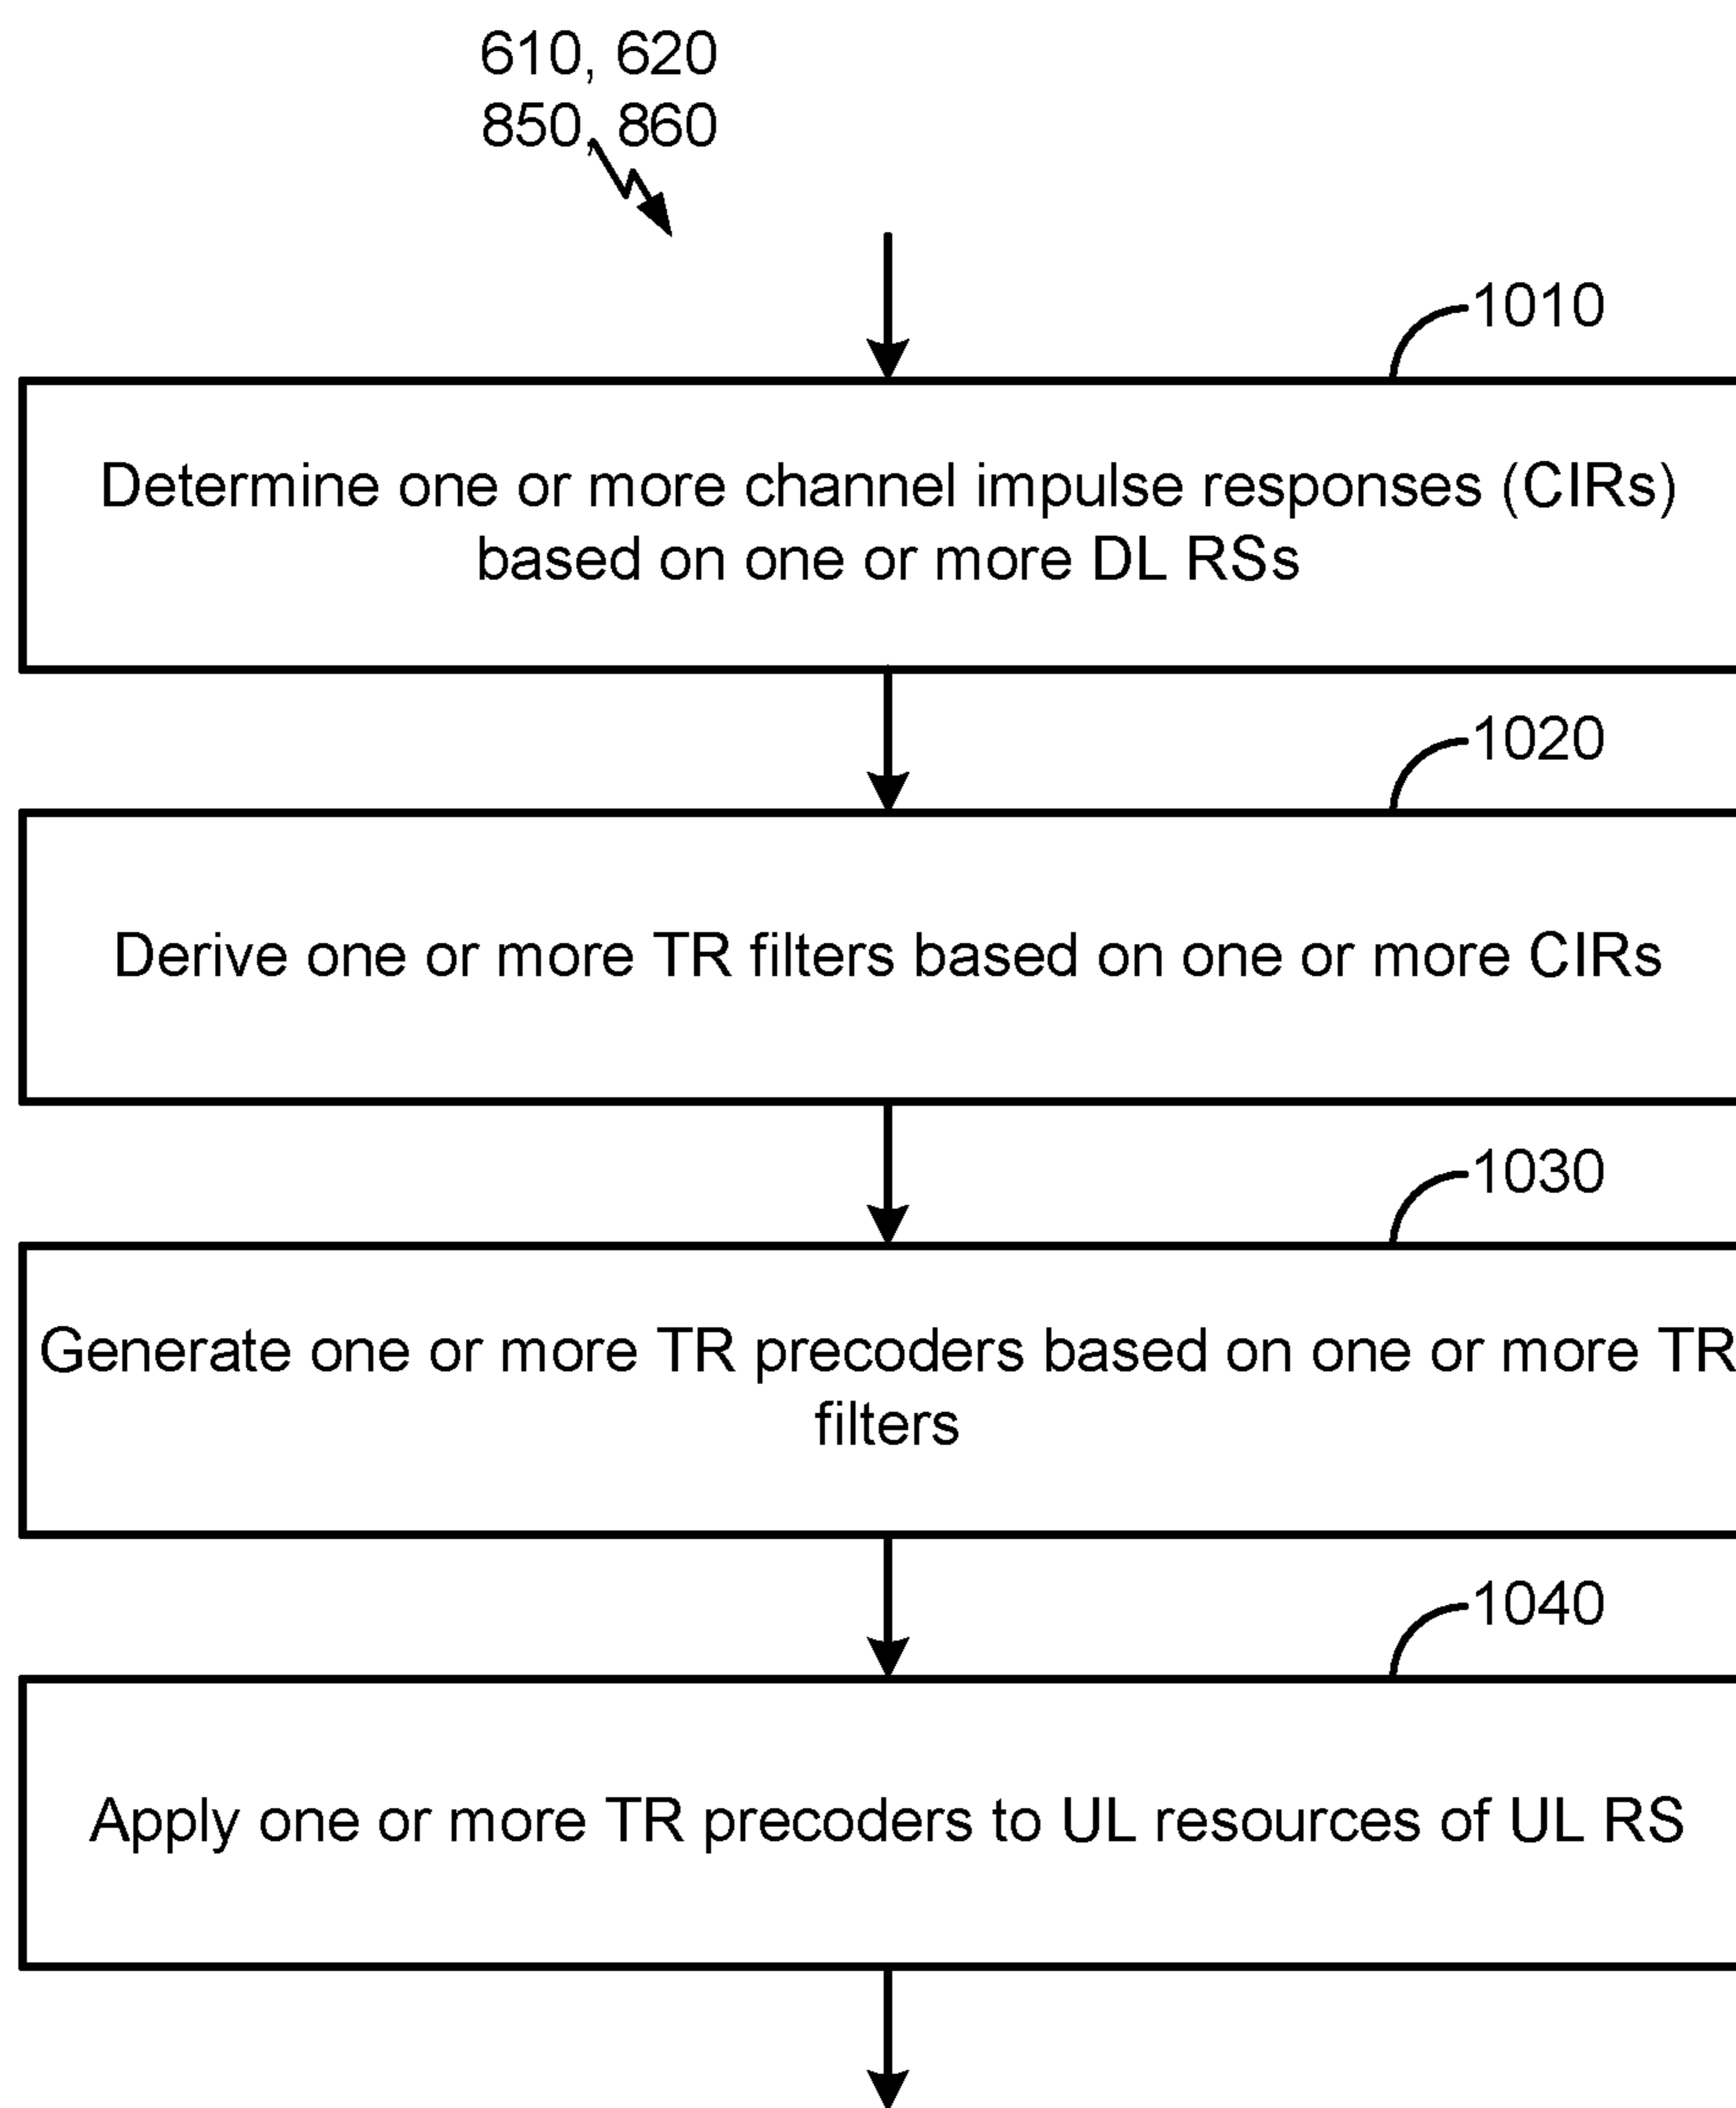 610, 620
850, 860
1010
Determine one or more channel impulse responses (CIRs)
based on one or more DL RSs
1020
Derive one or more TR filters based on one or more CIRs
1030
Generate one or more TR precoders based on one or more TR
filters
1040
Apply one or more TR precoders to UL resources of UL RS